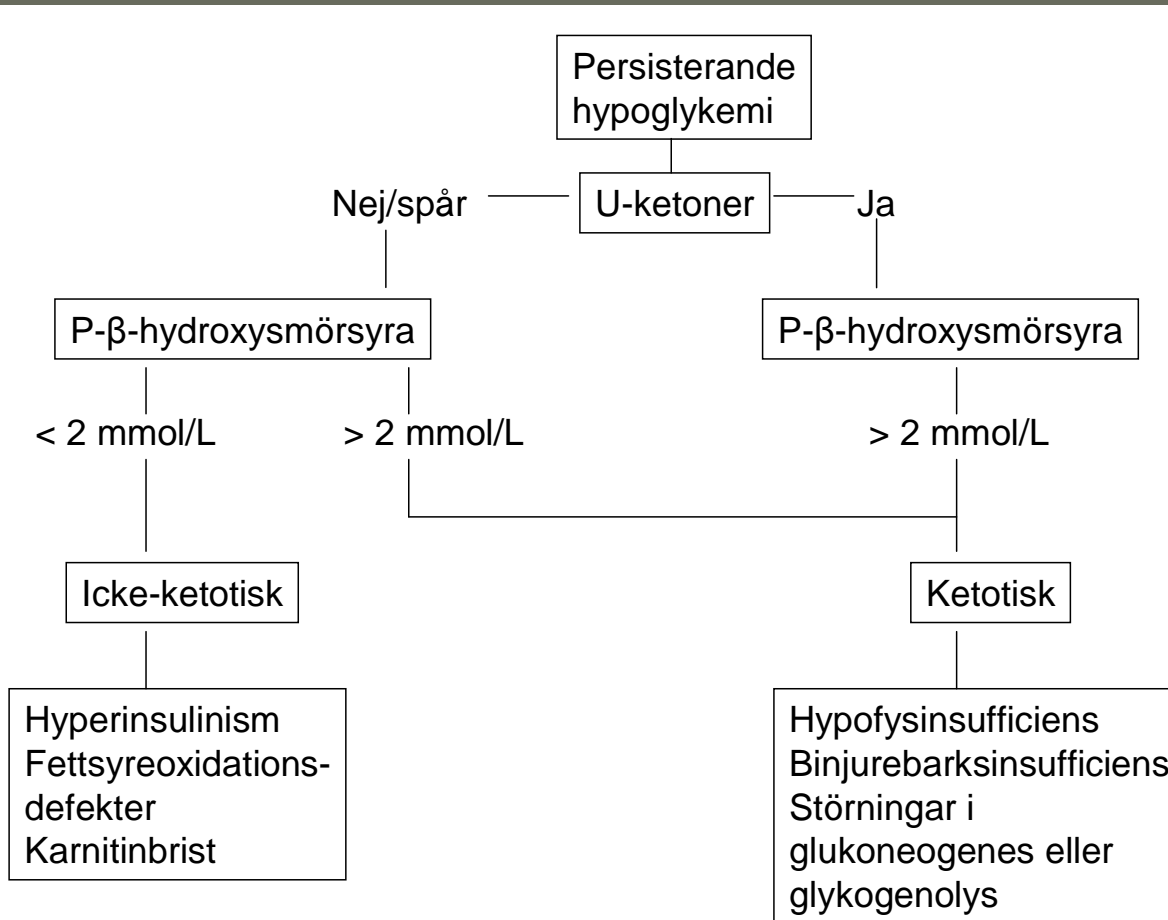 Persisterande
hypoglykemi
Nej/spår
U-ketoner
Ja
P-β-hydroxysmörsyra
P-β-hydroxysmörsyra
< 2 mmol/L
> 2 mmol/L
> 2 mmol/L
Icke-ketotisk
Ketotisk
Hyperinsulinism
Fettsyreoxidations-
defekter
Karnitinbrist
Hypofysinsufficiens
Binjurebarksinsufficiens
Störningar i
glukoneogenes eller
glykogenolys